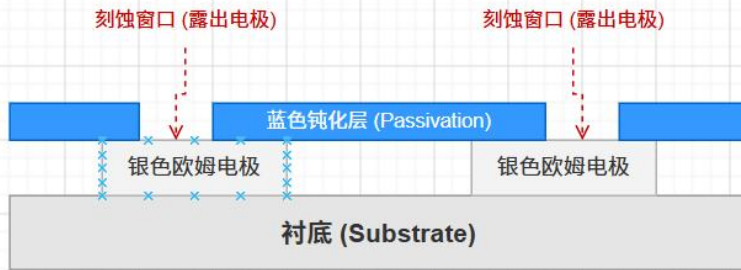 刻蚀窗口 (露出电极)
刻蚀窗口 (露出电极)
蓝色钝化层 (Passivation)
银色欧姆电极
银色欧姆电极
衬底 (Substrate)